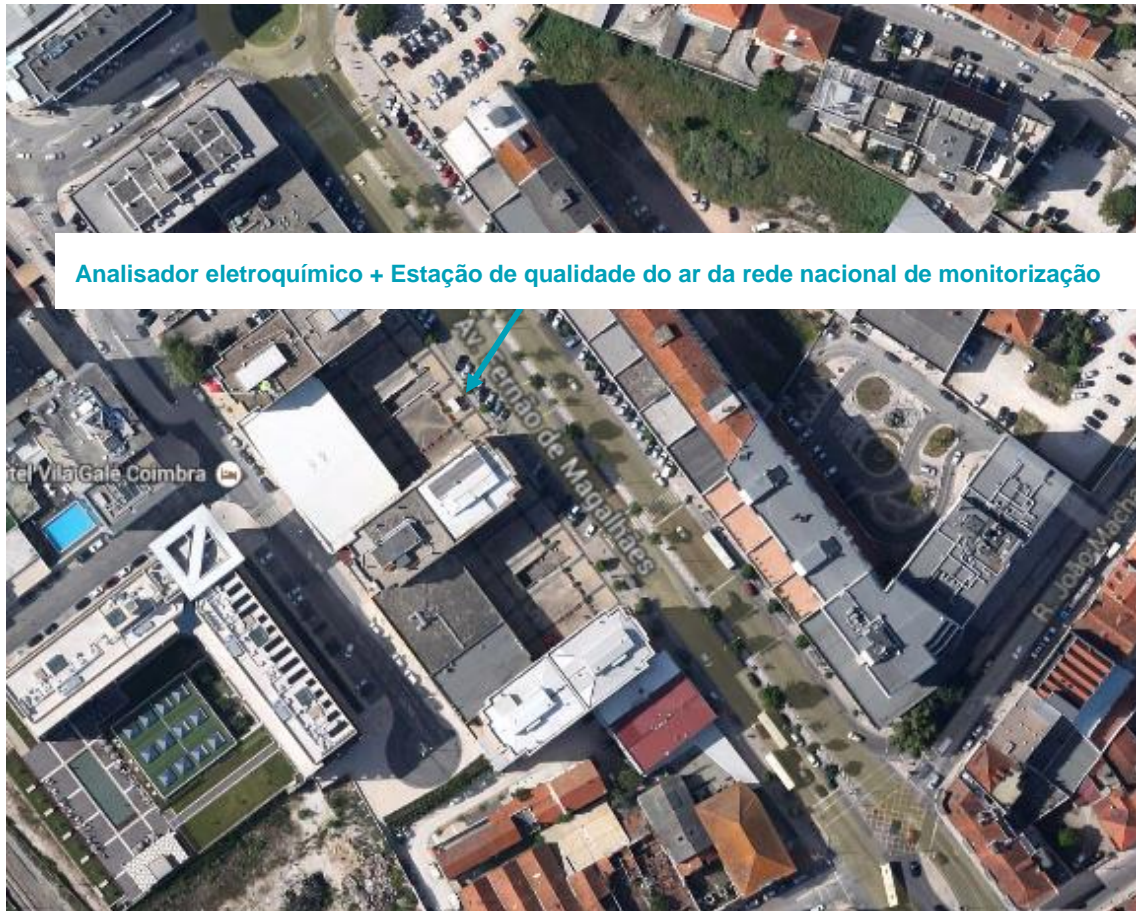 Analisador eletroquímico + Estação de qualidade do ar da rede nacional de monitorização
Av. Fernão de Magalhães
tel Vila Galé Coimbra
R. João Mach